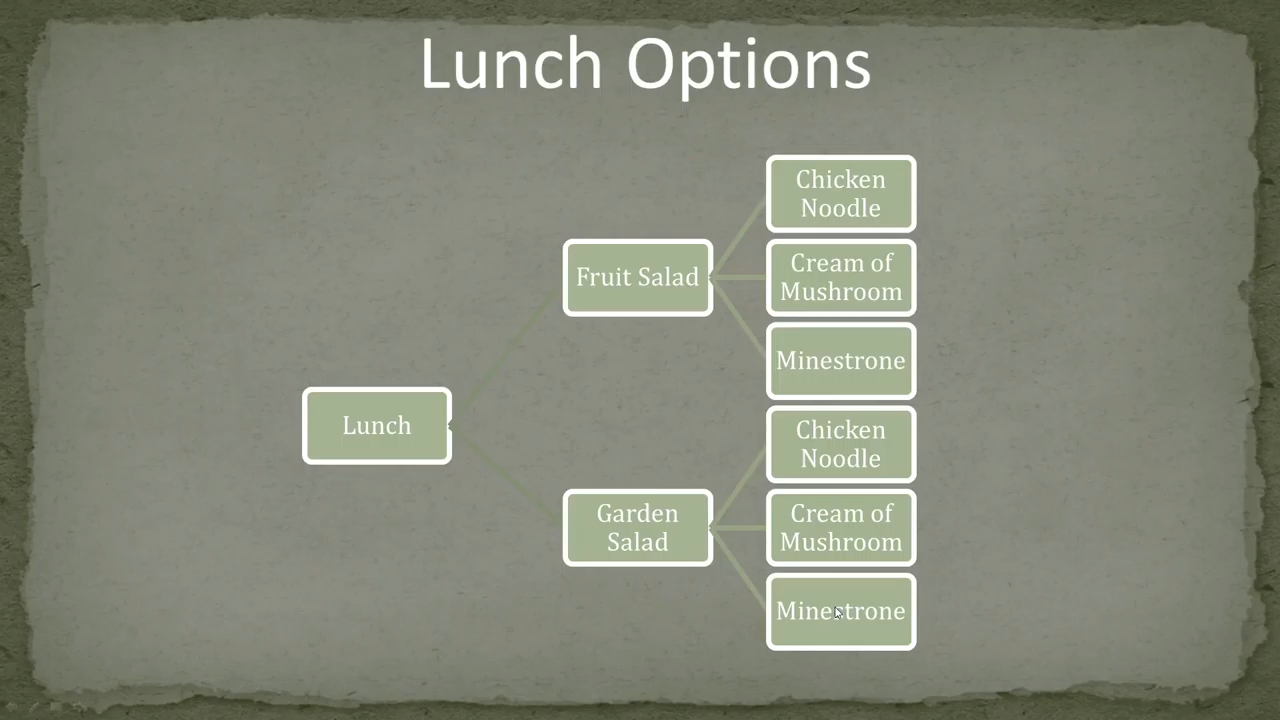 Lunch Options
Chicken
Noodle
Fruit Salad
Cream of
Mushroom
Minestrone
Lunch
Chicken
Noodle
Garden
Salad
Cream of
Mushroom
Minestrone